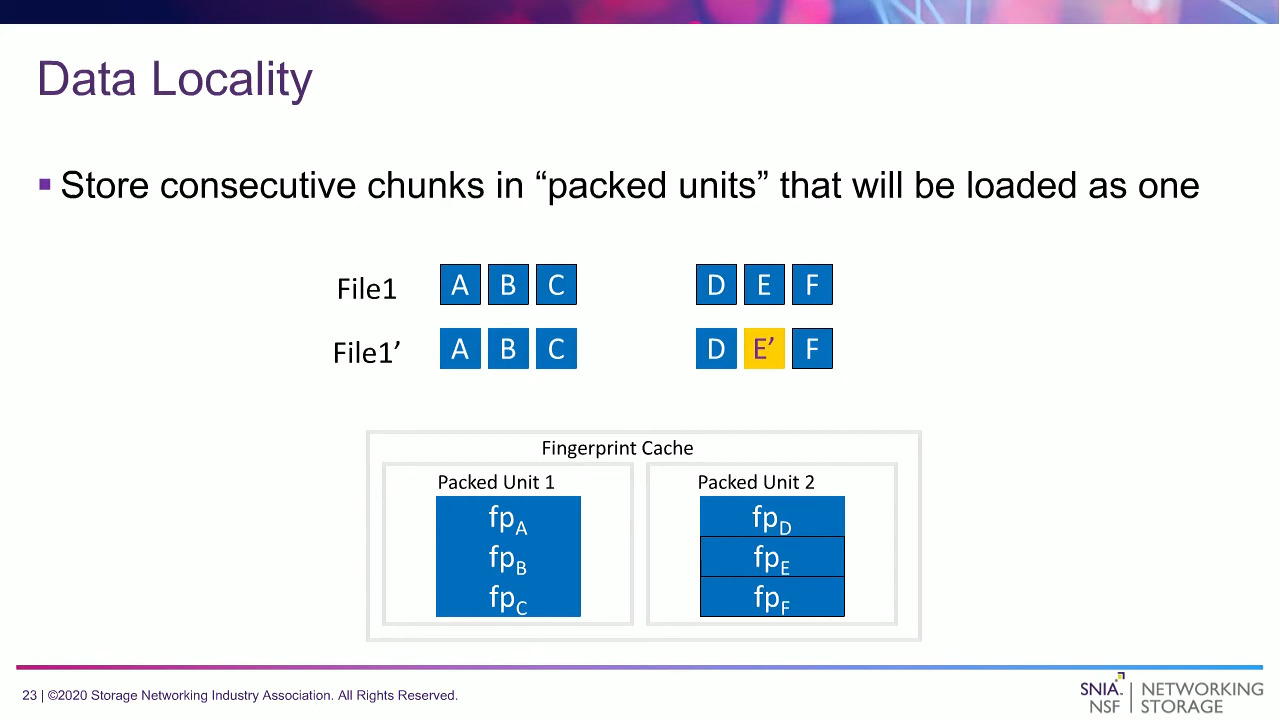 Data Locality
▪ Store consecutive chunks in “packed units” that will be loaded as one
File1 A B C D E F
File1’ A B C D E’ F
Fingerprint Cache
Packed Unit 1 Packed Unit 2
fpA fpD
fpB fpE
fpC fpF
23 | ©2020 Storage Networking Industry Association. All Rights Reserved.
SNIA. | NETWORKING
NSF | STORAGE